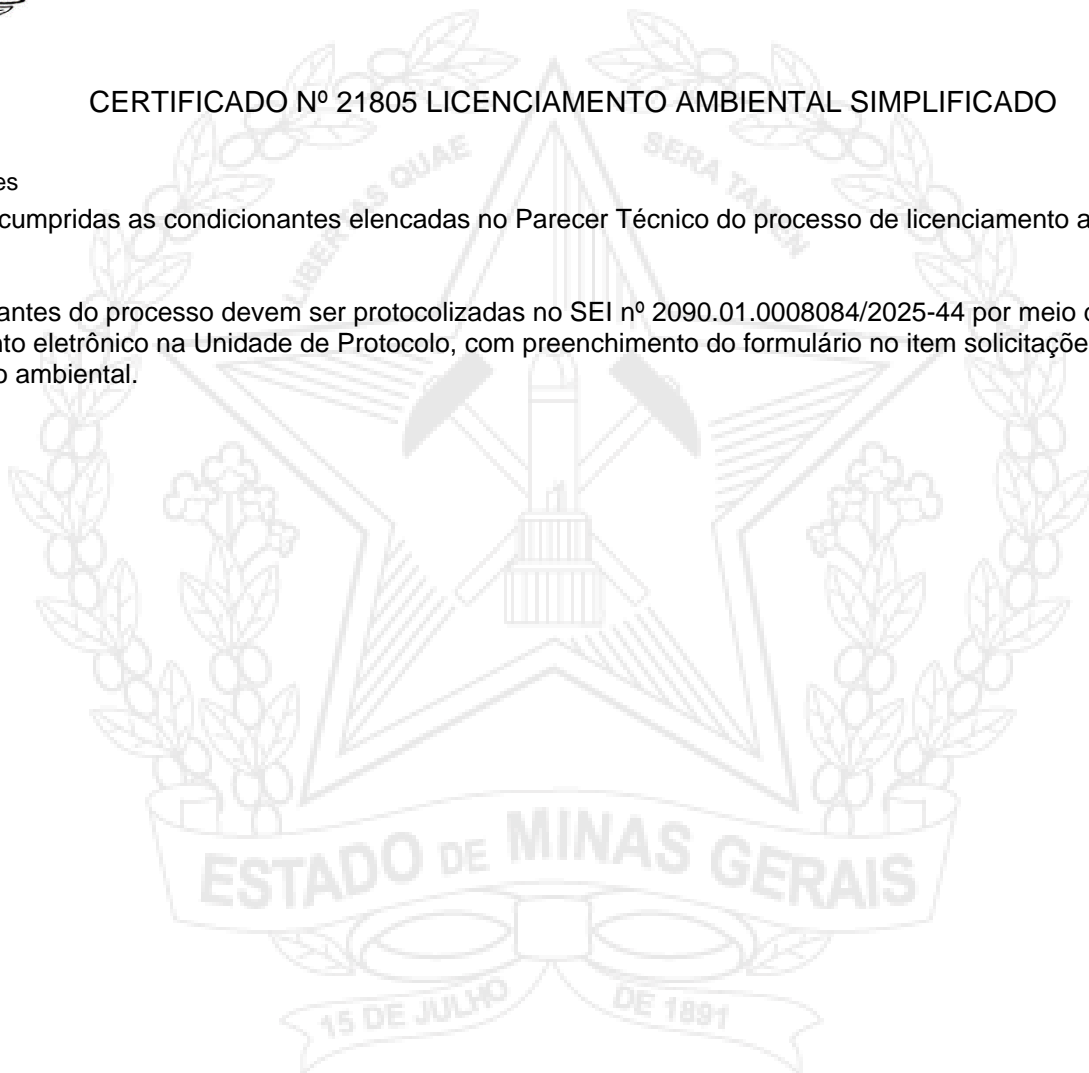 CERTIFICADO Nº 21805 LICENCIAMENTO AMBIENTAL SIMPLIFICADO
es
cumpridas as condicionantes elencadas no Parecer Técnico do processo de licenciamento a
antes do processo devem ser protocolizadas no SEI nº 2090.01.0008084/2025-44 por meio
nto eletrônico na Unidade de Protocolo, com preenchimento do formulário no item solicitaçõe
o ambiental.
LIBERTAS QUAE SERA TAMEN
ESTADO DE MINAS GERAIS
15 DE JULHO DE 1891